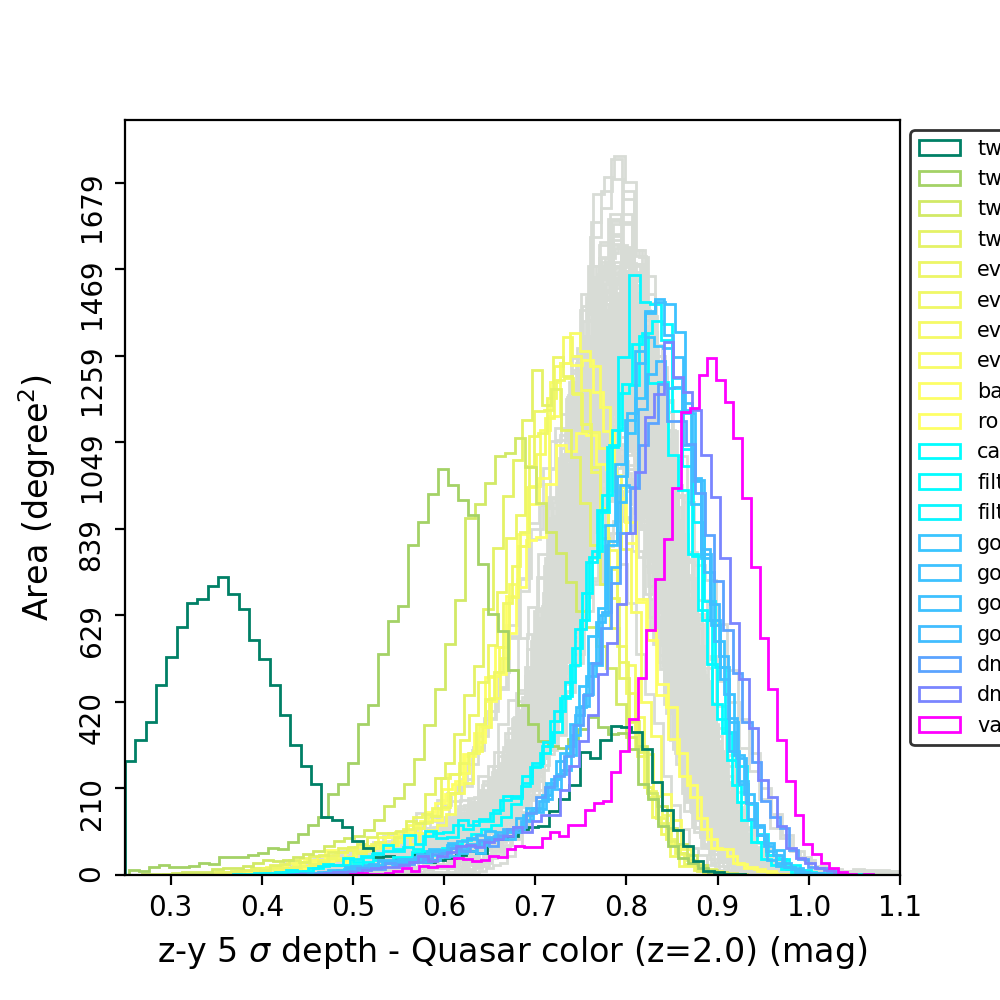 1679
1469
1259
1049
839
629
420
210
0
Area (degree²)
0.3 0.4 0.5 0.6 0.7 0.8 0.9 1.0 1.1
z-y 5 σ depth - Quasar color (z=2.0) (mag)
tw
tw
tw
tw
ev
ev
ev
ev
ba
ro
ca
filt
filt
go
go
go
go
dn
dn
va